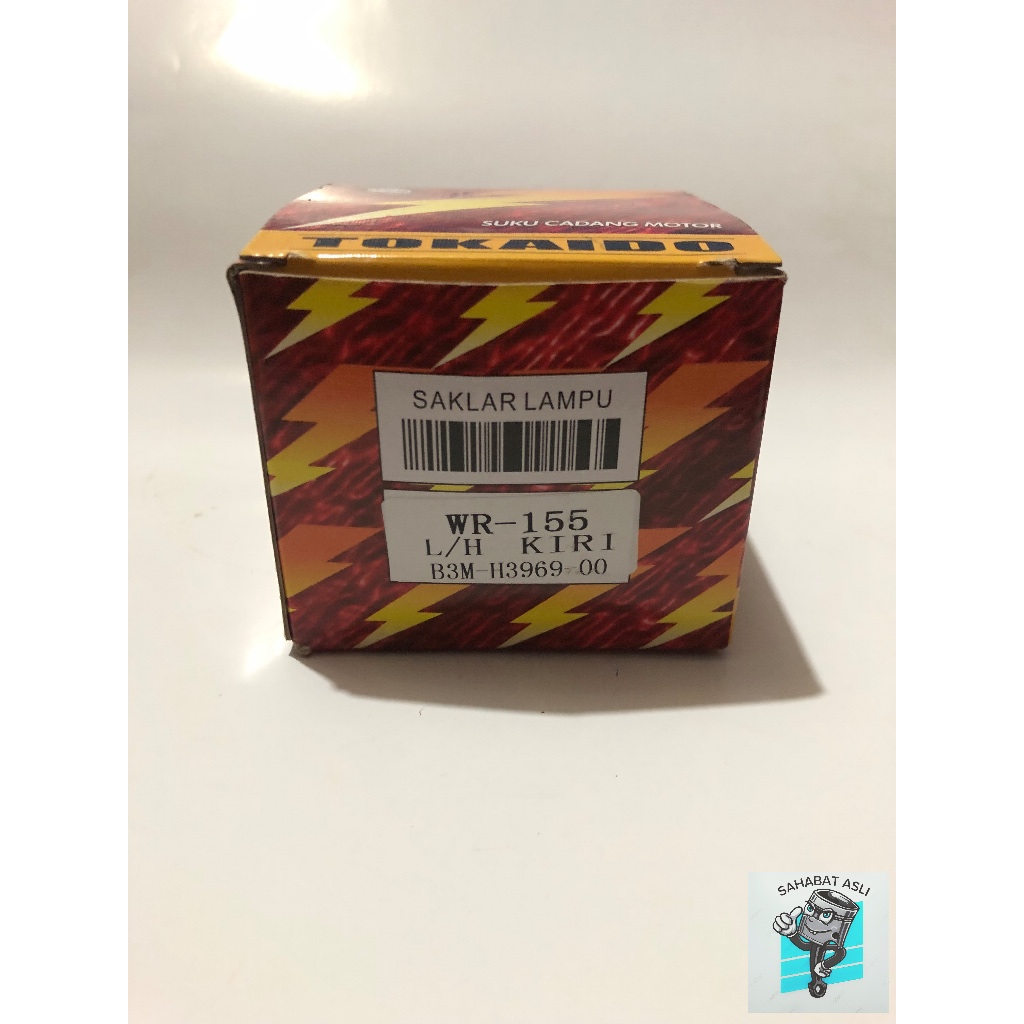 SUKU CADANG MOTOR
TOKAIDO
SAKLAR LAMPU
WR-155
L/H KIRI
B3M-H3969-00
SAHABAT ASLI